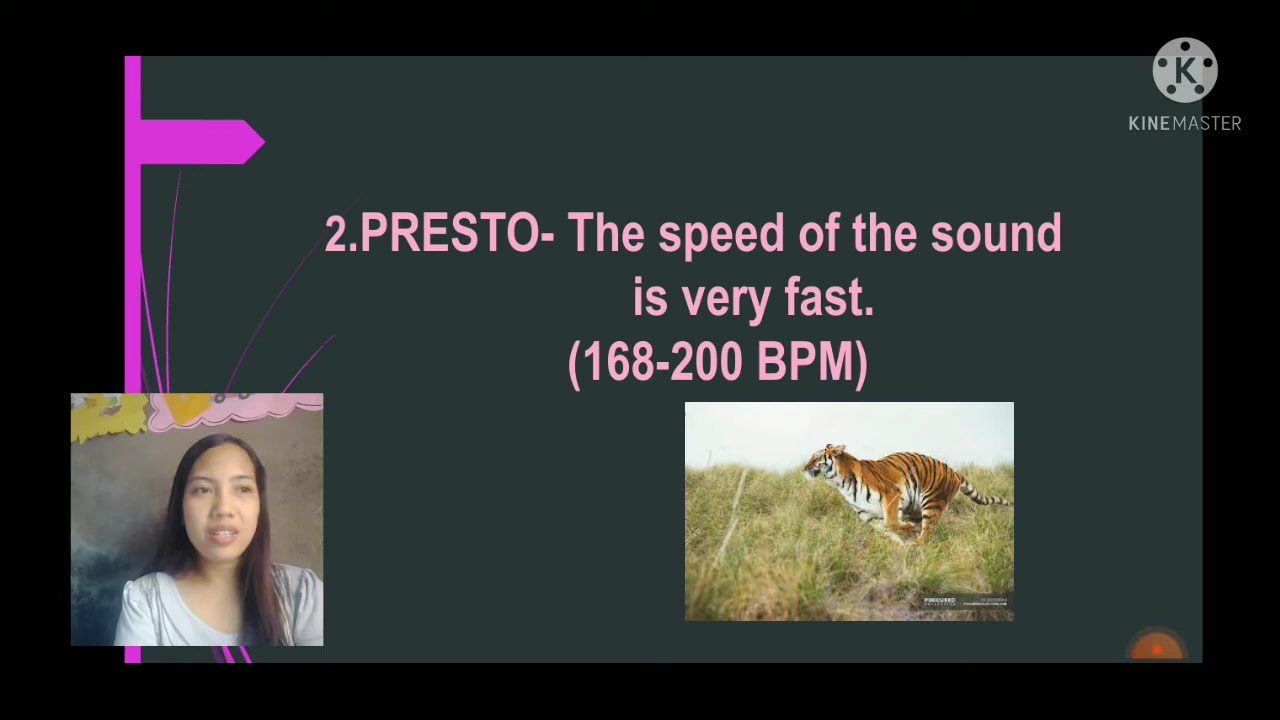 KINEMASTER
2.PRESTO- The speed of the sound
is very fast.
(168-200 BPM)